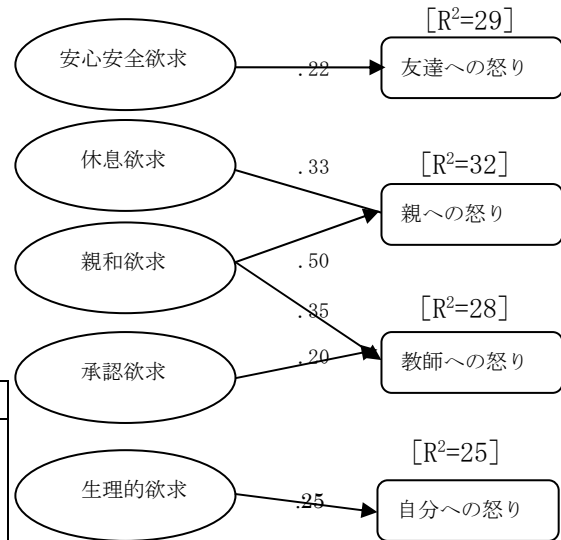 [R²=29]
安心安全欲求
.22
友達への怒り
休息欲求
.33
[R²=32]
親への怒り
親和欲求
.50
.35
[R²=28]
承認欲求
.20
教師への怒り
[R²=25]
生理的欲求
.25
自分への怒り